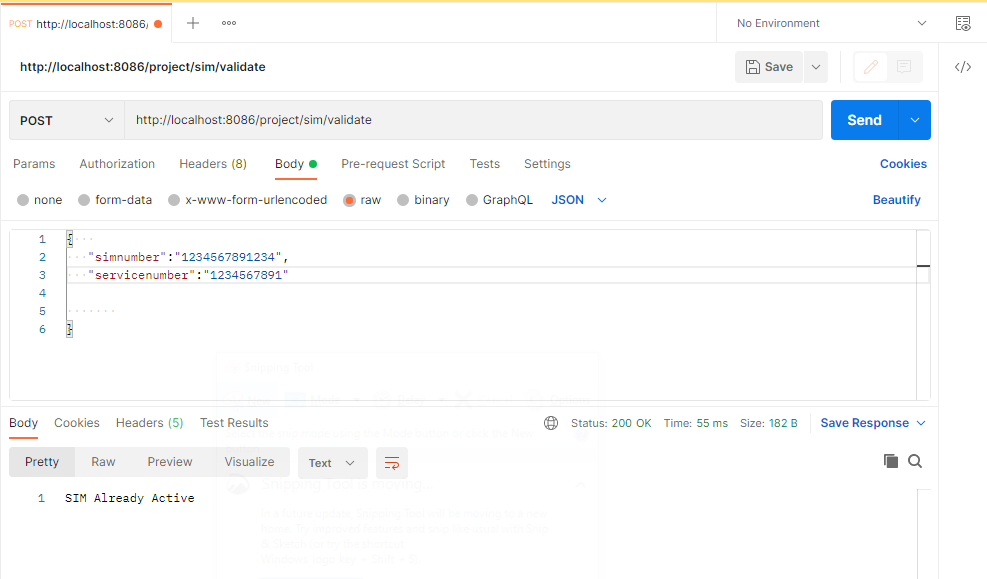 POST http://localhost:8086/
No Environment
http://localhost:8086/project/sim/validate
Save
POST http://localhost:8086/project/sim/validate
Send
Params Authorization Headers (8) Body Pre-request Script Tests Settings Cookies
none form-data x-www-form-urlencoded raw binary GraphQL JSON Beautify
1 {
2 "simnumber":"1234567891234",
3 "servicenumber":"1234567891"
4
5
6 }
Body Cookies Headers (5) Test Results Status: 200 OK Time: 55 ms Size: 182 B Save Response
Pretty Raw Preview Visualize Text
1 SIM Already Active